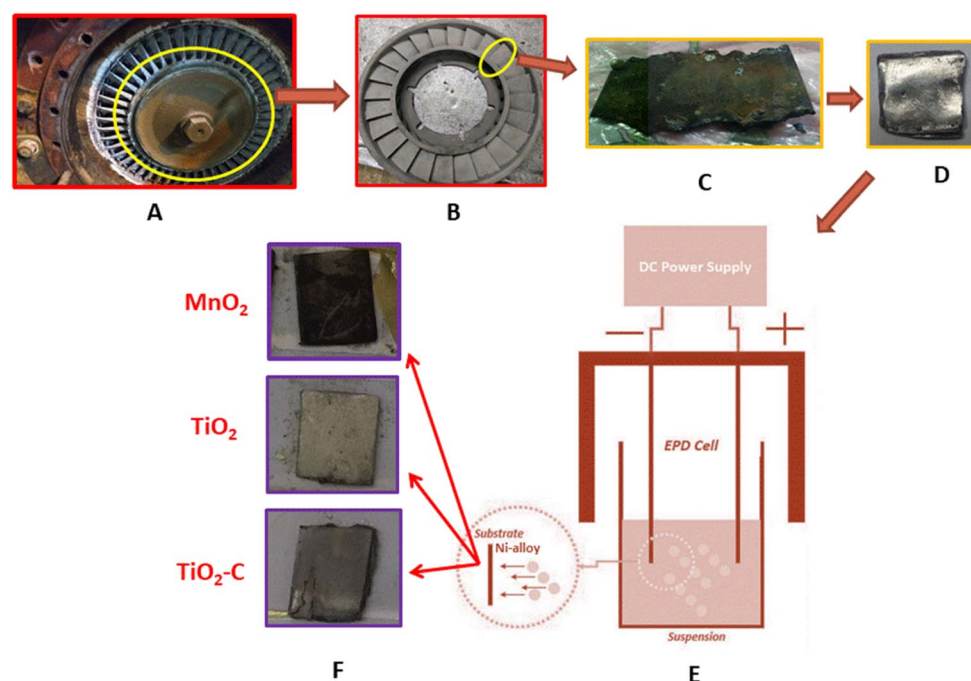 A
B
C
D
DC Power Supply
− +
MnO₂
TiO₂
EPD Cell
Substrate
Ni-alloy
TiO₂-C
Suspension
F
E